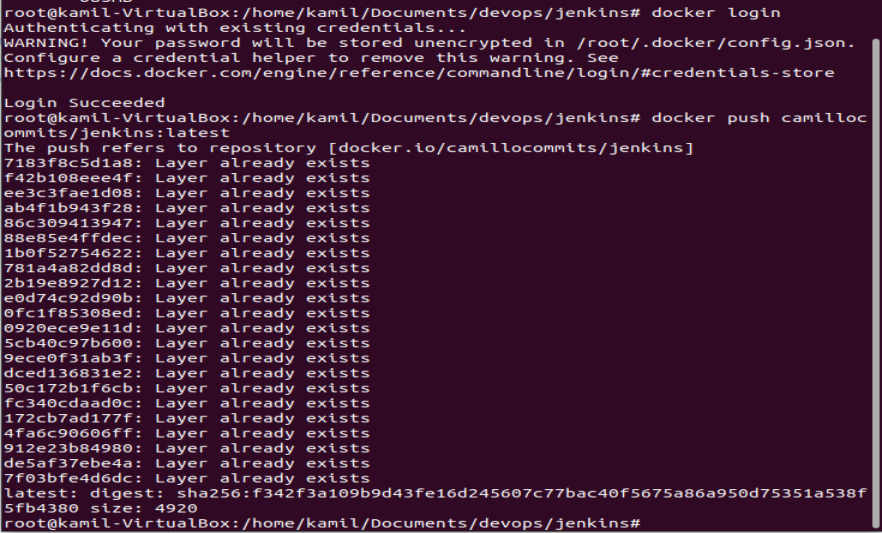 root@kamil-VirtualBox:/home/kamil/Documents/devops/jenkins# docker login
Authenticating with existing credentials...
WARNING! Your password will be stored unencrypted in /root/.docker/config.json.
Configure a credential helper to remove this warning. See
https://docs.docker.com/engine/reference/commandline/login/#credentials-store
Login Succeeded
root@kamil-VirtualBox:/home/kamil/Documents/devops/jenkins# docker push camilloc
ommits/jenkins:latest
The push refers to repository [docker.io/camillocommits/jenkins]
7183f8c5d1a8: Layer already exists
f42b108eee4f: Layer already exists
ee3c3fae1d08: Layer already exists
ab4f1b943f28: Layer already exists
86c309413947: Layer already exists
88e85e4ffdec: Layer already exists
1b0f52754622: Layer already exists
781a4a82dd8d: Layer already exists
2b19e8927d12: Layer already exists
e0d74c92d90b: Layer already exists
0fc1f85308ed: Layer already exists
0920ece9e11d: Layer already exists
5cb40c97b600: Layer already exists
9ece0f31ab3f: Layer already exists
dced136831e2: Layer already exists
50c172b1f6cb: Layer already exists
fc340cdaad0c: Layer already exists
172cb7ad177f: Layer already exists
4fa6c90606ff: Layer already exists
912e23b84980: Layer already exists
de5af37ebe4a: Layer already exists
7f03bfe4d6dc: Layer already exists
latest: digest: sha256:f342f3a109b9d43fe16d245607c77bac40f5675a86a950d75351a538f
5fb4380 size: 4920
root@kamil-VirtualBox:/home/kamil/Documents/devops/jenkins#